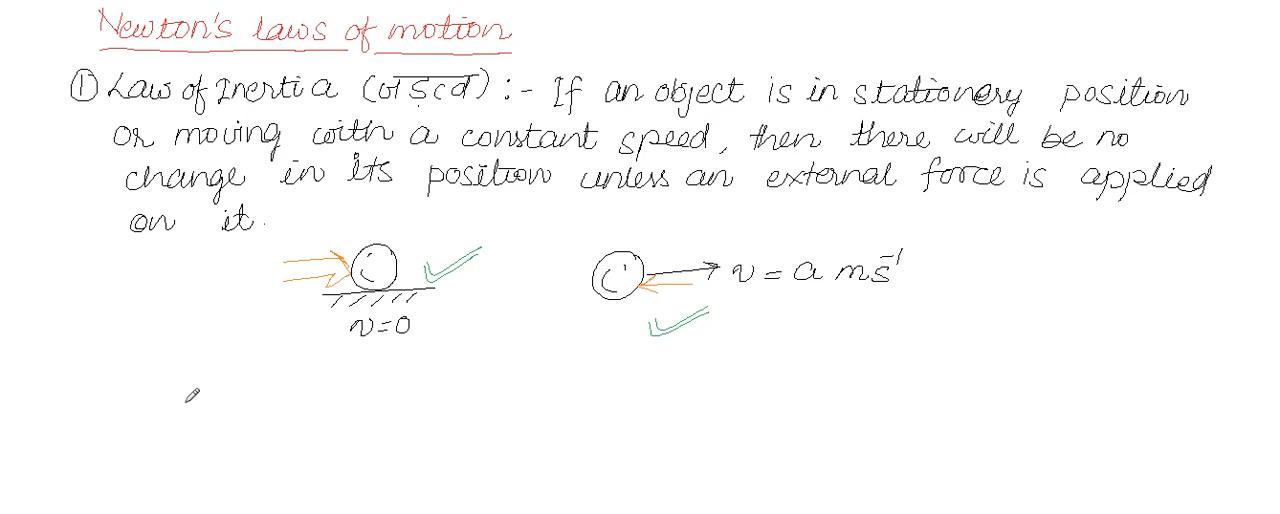 Newton's laws of motion
① Law of Inertia (जड़त्व) :- If an object is in stationery position
or moving with a constant speed, then there will be no
change in its position unless an external force is applied
on it.
v = a ms⁻¹
v=0